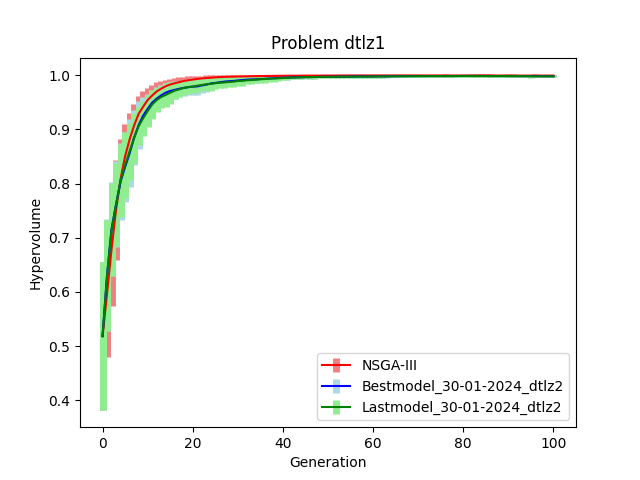 Problem dtlz1
Hypervolume
1.0
0.9
0.8
0.7
0.6
0.5
0.4
0
20
40
60
80
100
Generation
NSGA-III
Bestmodel_30-01-2024_dtlz2
Lastmodel_30-01-2024_dtlz2